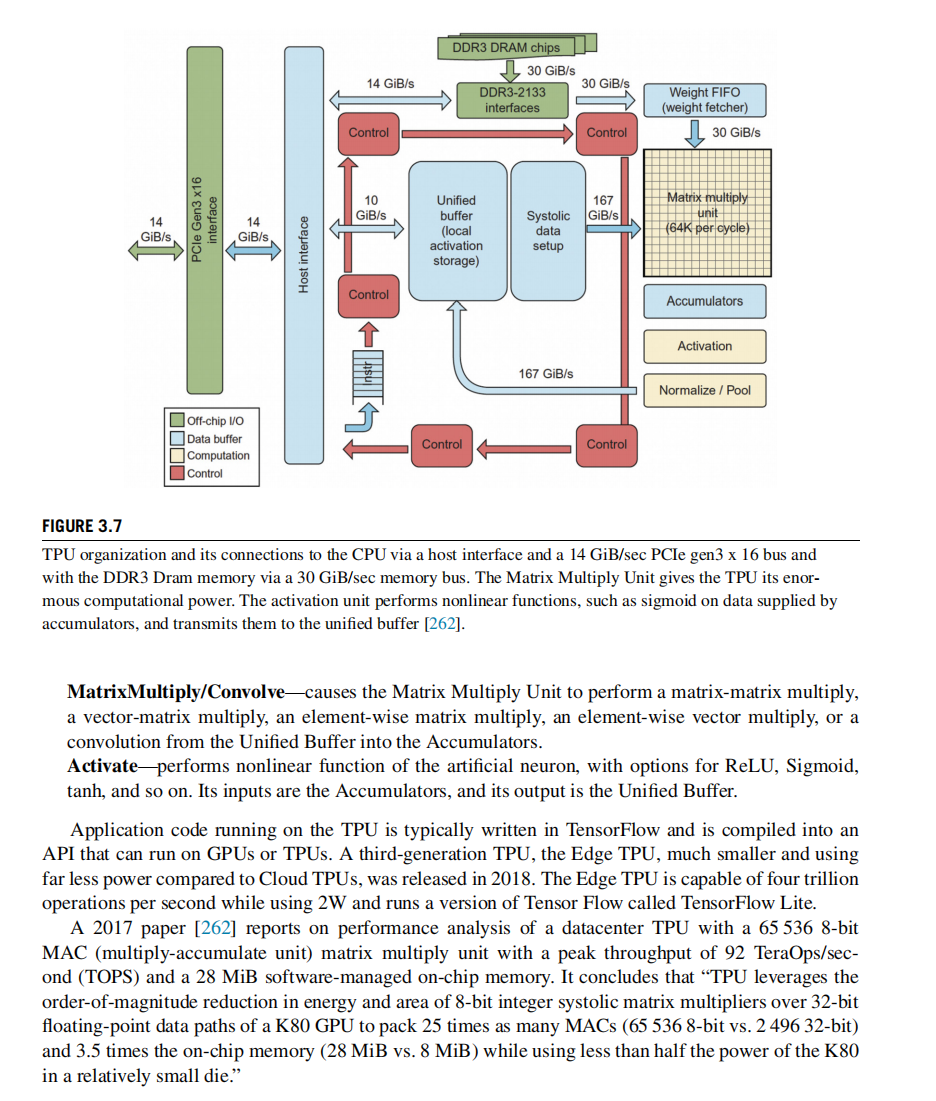 DDR3 DRAM chips
30 GiB/s
14 GiB/s
DDR3-2133
interfaces
30 GiB/s
Weight FIFO
(weight fetcher)
30 GiB/s
Control
Control
PCIe Gen3 x16
interface
Host interface
14
GiB/s
14
GiB/s
10
GiB/s
Unified
buffer
(local
activation
storage)
Systolic
data
setup
167
GiB/s
Matrix multiply
unit
(64K per cycle)
Control
Accumulators
Activation
Instr
167 GiB/s
Normalize / Pool
Off-chip I/O
Data buffer
Computation
Control
Control
Control
FIGURE 3.7
TPU organization and its connections to the CPU via a host interface and a 14 GiB/sec PCIe gen3 x 16 bus and
with the DDR3 Dram memory via a 30 GiB/sec memory bus. The Matrix Multiply Unit gives the TPU its enor-
mous computational power. The activation unit performs nonlinear functions, such as sigmoid on data supplied by
accumulators, and transmits them to the unified buffer [262].
MatrixMultiply/Convolve—causes the Matrix Multiply Unit to perform a matrix-matrix multiply,
a vector-matrix multiply, an element-wise matrix multiply, an element-wise vector multiply, or a
convolution from the Unified Buffer into the Accumulators.
Activate—performs nonlinear function of the artificial neuron, with options for ReLU, Sigmoid,
tanh, and so on. Its inputs are the Accumulators, and its output is the Unified Buffer.
Application code running on the TPU is typically written in TensorFlow and is compiled into an
API that can run on GPUs or TPUs. A third-generation TPU, the Edge TPU, much smaller and using
far less power compared to Cloud TPUs, was released in 2018. The Edge TPU is capable of four trillion
operations per second while using 2W and runs a version of Tensor Flow called TensorFlow Lite.
A 2017 paper [262] reports on performance analysis of a datacenter TPU with a 65 536 8-bit
MAC (multiply-accumulate unit) matrix multiply unit with a peak throughput of 92 TeraOps/sec-
ond (TOPS) and a 28 MiB software-managed on-chip memory. It concludes that “TPU leverages the
order-of-magnitude reduction in energy and area of 8-bit integer systolic matrix multipliers over 32-bit
floating-point data paths of a K80 GPU to pack 25 times as many MACs (65 536 8-bit vs. 2 496 32-bit)
and 3.5 times the on-chip memory (28 MiB vs. 8 MiB) while using less than half the power of the K80
in a relatively small die.”